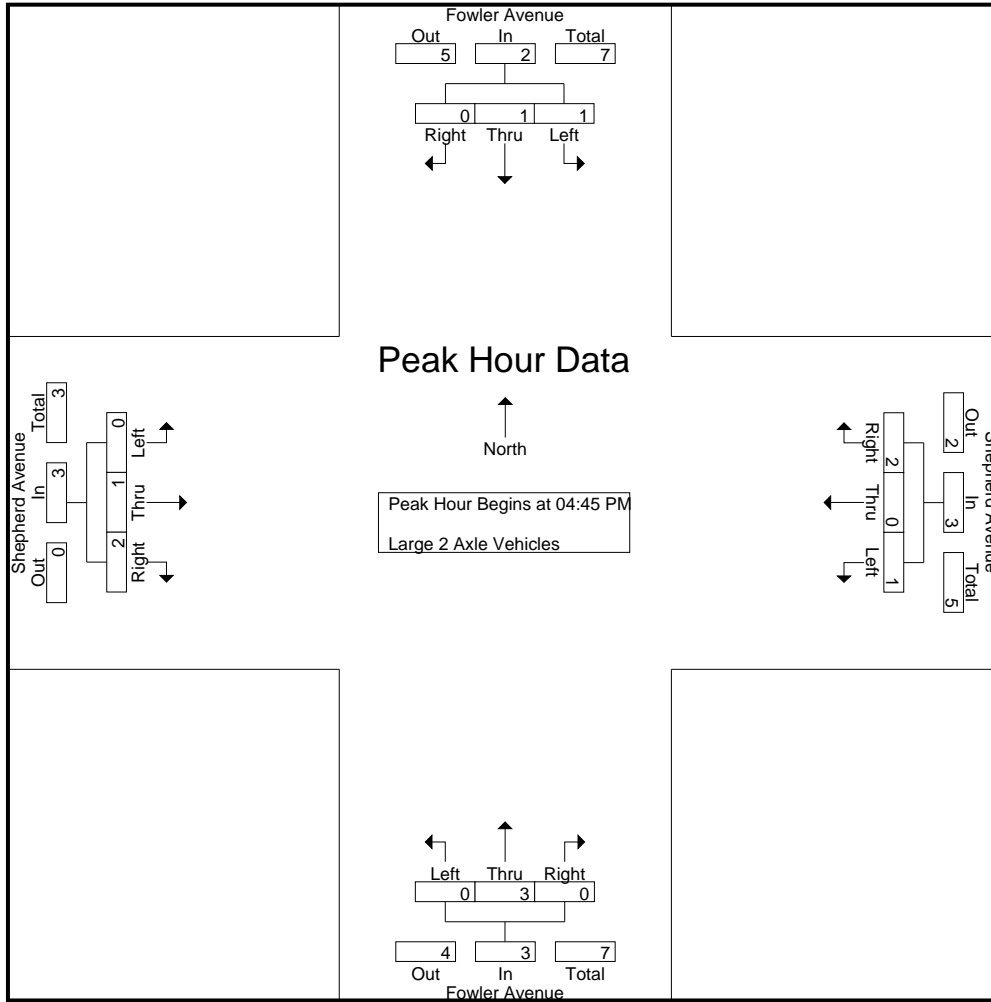 Fowler Avenue
Out In Total
5 2 7
0 1 1
Right Thru Left
Peak Hour Data
North
Peak Hour Begins at 04:45 PM
Large 2 Axle Vehicles
Shepherd Avenue
Out In Total
0 3 3
Left Thru Right
0 1 2
Shepherd Avenue
Out In Total
2 3 5
Right Thru Left
2 0 1
Left Thru Right
0 3 0
4 3 7
Out In Total
Fowler Avenue